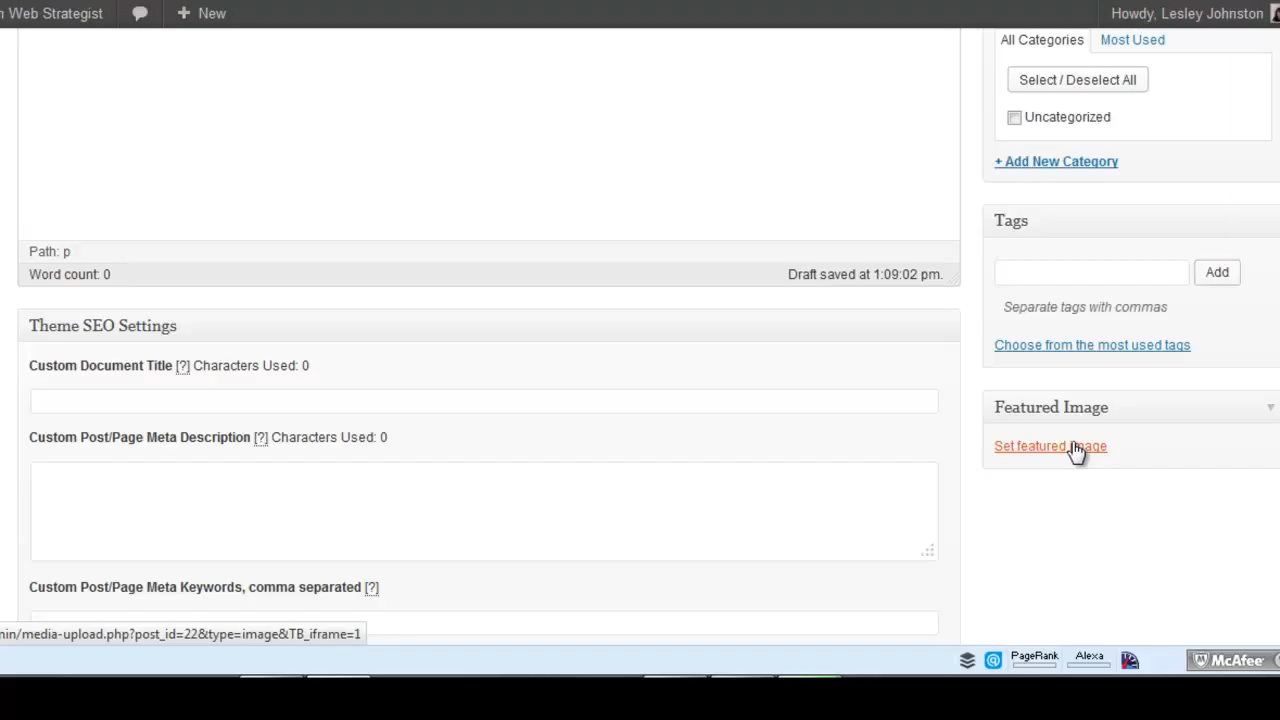 n Web Strategist
New
Howdy, Lesley Johnston
All Categories
Most Used
Select / Deselect All
Uncategorized
+ Add New Category
Tags
Add
Separate tags with commas
Choose from the most used tags
Featured Image
Set featured image
Path: p
Word count: 0
Draft saved at 1:09:02 pm.
Theme SEO Settings
Custom Document Title [?] Characters Used: 0
Custom Post/Page Meta Description [?] Characters Used: 0
Custom Post/Page Meta Keywords, comma separated [?]
min/media-upload.php?post_id=22&type=image&TB_iframe=1
PageRank
Alexa
McAfee